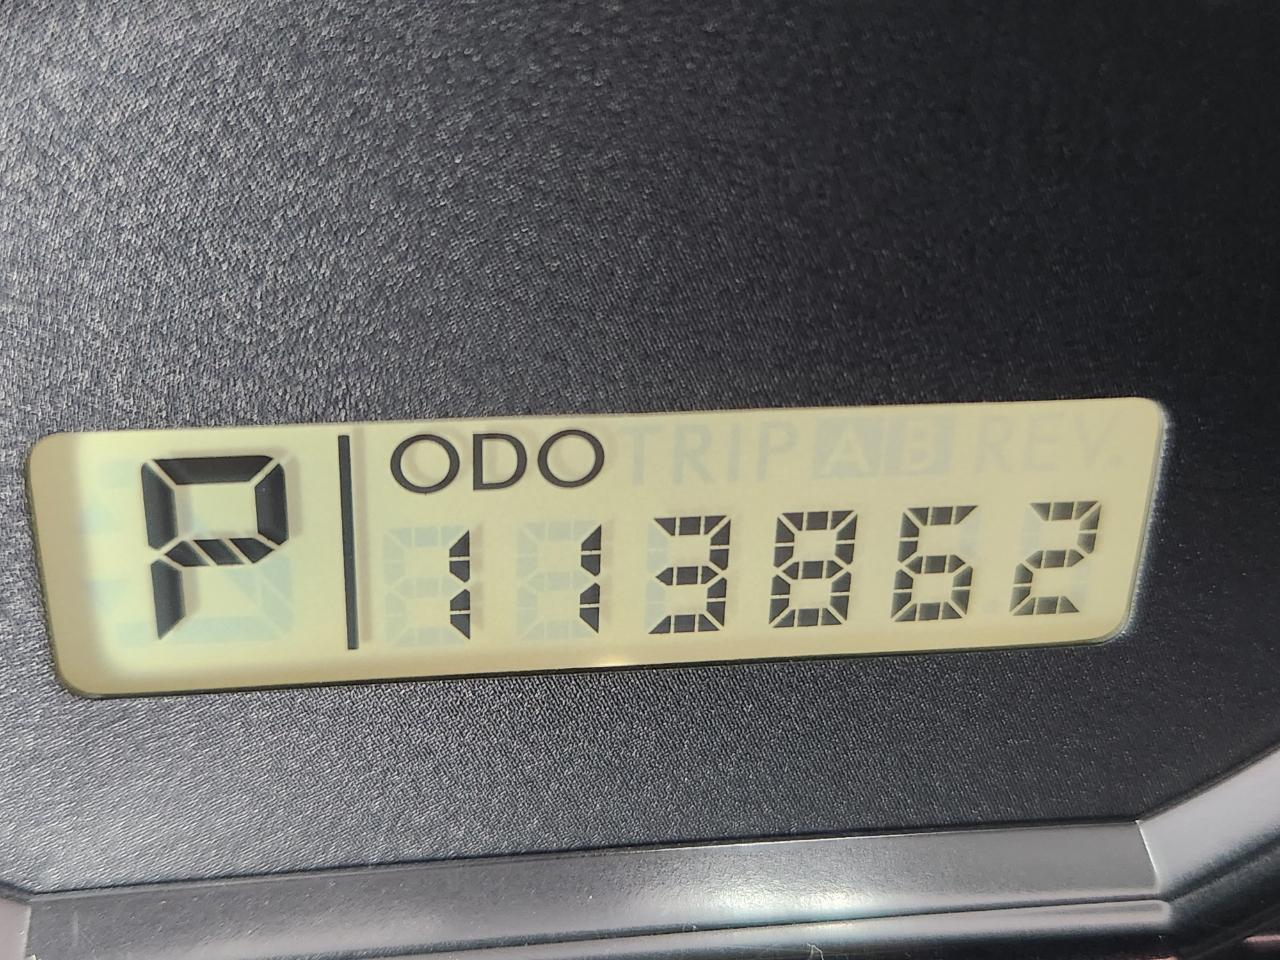 P
ODO TRIP A B REV.
113862